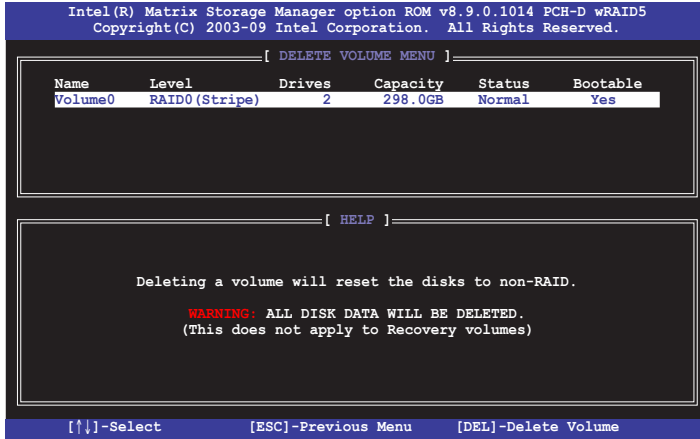 Intel(R) Matrix Storage Manager option ROM v8.9.0.1014 PCH-D wRAID5
Copyright(C) 2003-09 Intel Corporation. All Rights Reserved.
[ DELETE VOLUME MENU ]
Name Level Drives Capacity Status Bootable
Volume0 RAID0(Stripe) 2 298.0GB Normal Yes
[ HELP ]
Deleting a volume will reset the disks to non-RAID.
WARNING: ALL DISK DATA WILL BE DELETED.
(This does not apply to Recovery volumes)
[↑↓]-Select [ESC]-Previous Menu [DEL]-Delete Volume